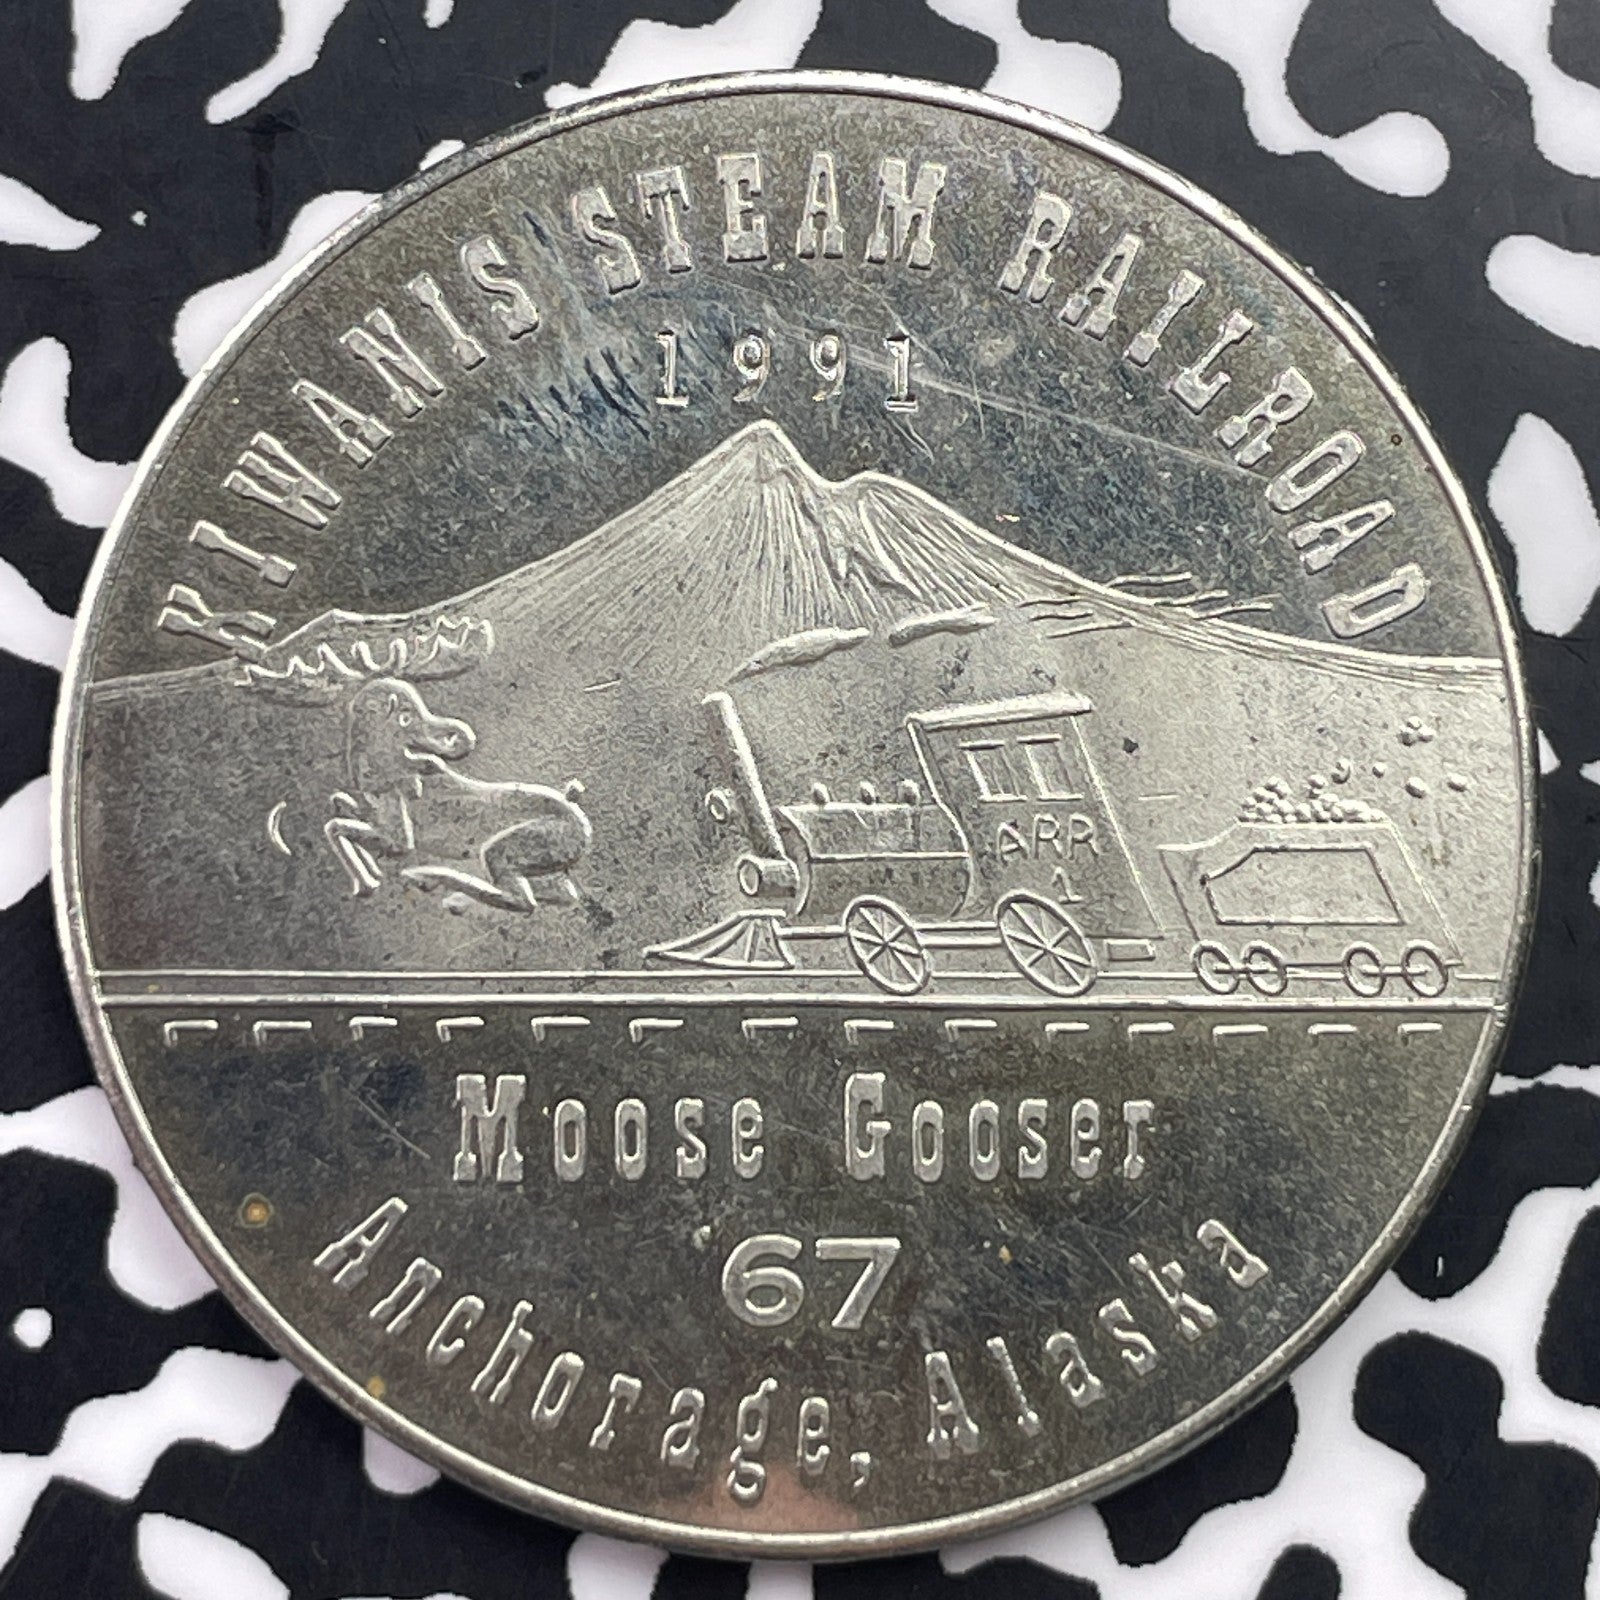 KIWANIS STEAM RAILROAD
1991
ARR
1
Moose Gooser
'67
Anchorage, Alaska